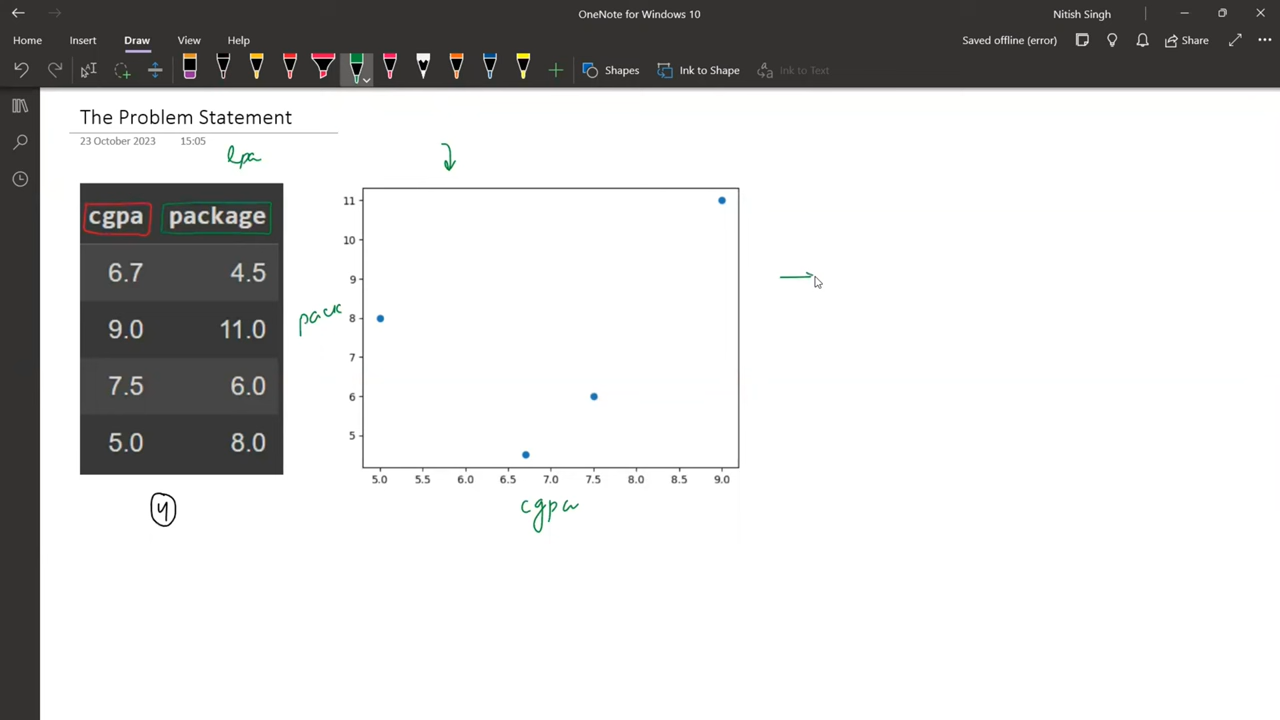 OneNote for Windows 10
Nitish Singh
Home Insert Draw View Help
Saved offline (error) Share
Shapes Ink to Shape Ink to Text
The Problem Statement
23 October 2023 15:05
lpa
cgpa package
6.7 4.5
9.0 11.0
7.5 6.0
5.0 8.0
4
pack
11
10
9
8
7
6
5
5.0 5.5 6.0 6.5 7.0 7.5 8.0 8.5 9.0
cgpa